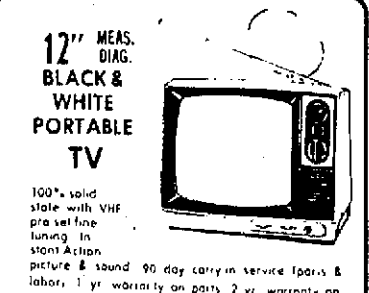 12" MEAS.
DIAG.
BLACK &
WHITE
PORTABLE
TV
100% solid
state with VHF
pre set fine
tuning In
stant Action
picture & sound 90 day carry in service (parts &
labor, 1 yr warranty on parts 2 yr warranty on